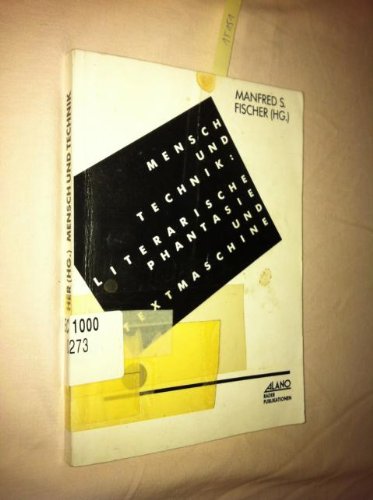 MANFRED S.
FISCHER (HG.)
MENSCH
UND
TECHNIK:
LITERARISCHE
PHANTASIE
UND
TEXTMASCHINE
HER (HG.) MENSCH UND TECHNIK
1000
273
ALANO
RADER
PUBLIKATIONEN